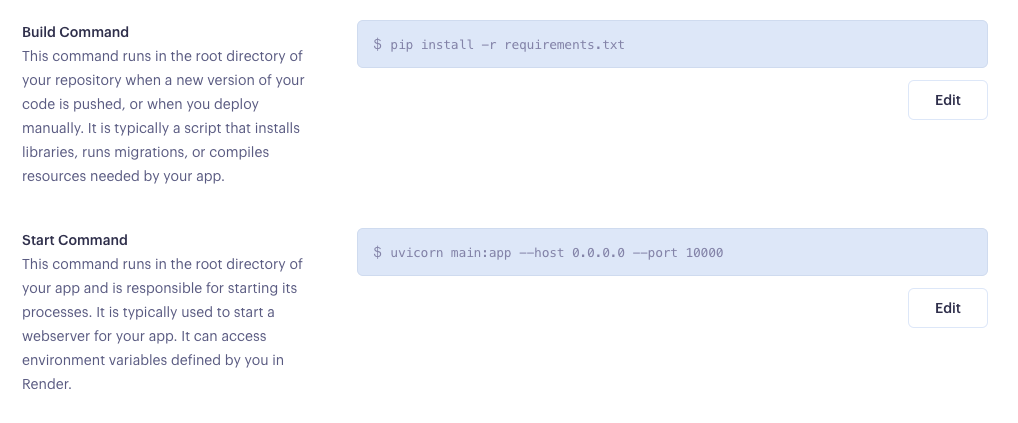 Build Command
This command runs in the root directory of
your repository when a new version of your
code is pushed, or when you deploy
manually. It is typically a script that installs
libraries, runs migrations, or compiles
resources needed by your app.
$ pip install -r requirements.txt
Edit
Start Command
This command runs in the root directory of
your app and is responsible for starting its
processes. It is typically used to start a
webserver for your app. It can access
environment variables defined by you in
Render.
$ uvicorn main:app --host 0.0.0.0 --port 10000
Edit